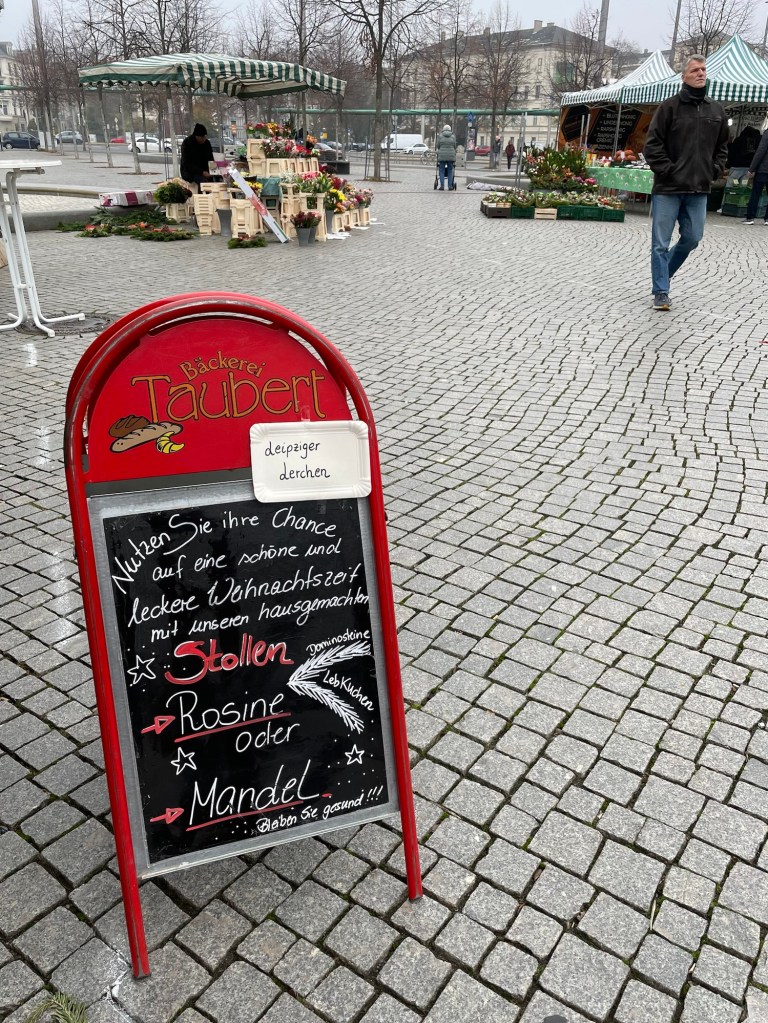 Bäckerei
Taubert
Leipziger
Lerchen
Nutzen Sie ihre Chance
auf eine schöne und
leckere Weihnachtszeit
mit unseren hausgemachten
Stollen
Dominosteine
LebKuchen
Rosine
oder
Mandel
Bleiben Sie gesund!!!